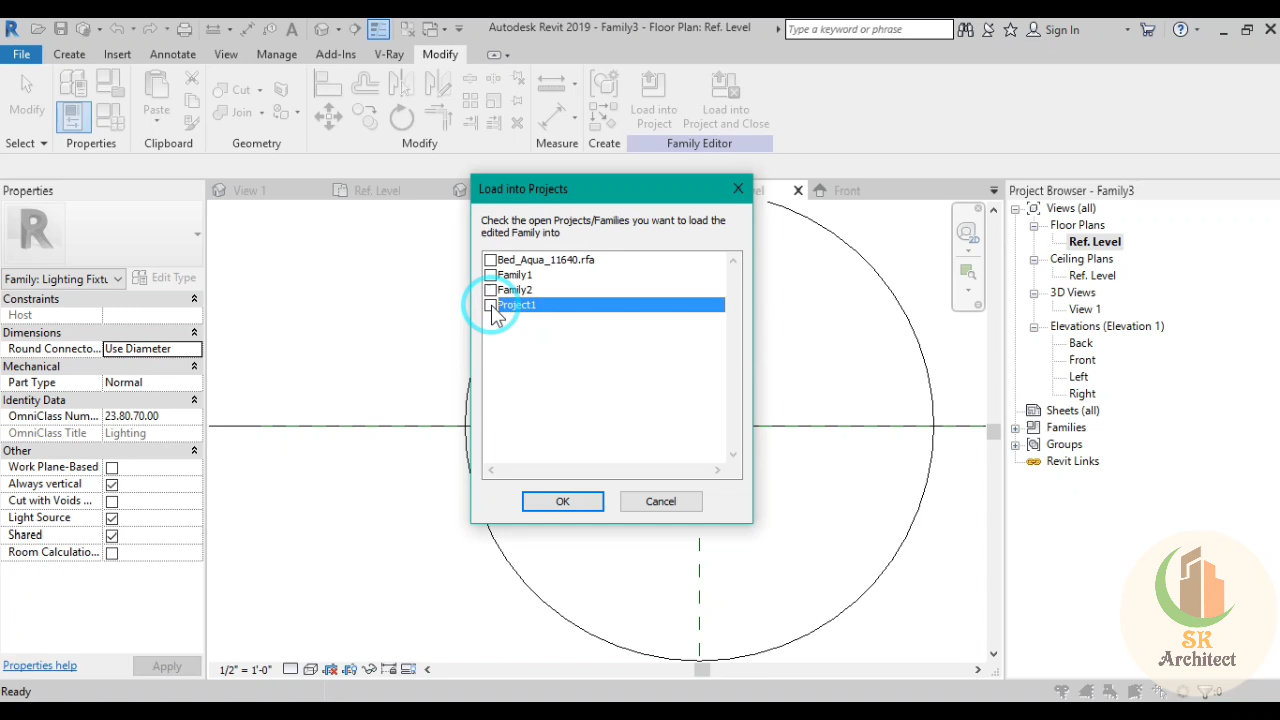 Autodesk Revit 2019 - Family3 - Floor Plan: Ref. Level
Type a keyword or phrase
Sign In
File Create Insert Annotate View Manage Add-Ins V-Ray Modify
Modify
Paste
Cut
Join
Load into Project
Load into Project and Close
Select Properties Clipboard Geometry Modify Measure Create Family Editor
Properties
View 1
Ref. Level
Front
Project Browser - Family3
Family: Lighting Fixtu
Edit Type
Constraints
Host
Dimensions
Round Connecto... Use Diameter
Mechanical
Part Type Normal
Identity Data
OmniClass Num... 23.80.70.00
OmniClass Title Lighting
Other
Work Plane-Based
Always vertical
Cut with Voids ...
Light Source
Shared
Room Calculatio...
Properties help
Apply
Load into Projects
Check the open Projects/Families you want to load the
edited Family into
Bed_Aqua_11640.rfa
Family1
Family2
Project1
OK Cancel
2D
Views (all)
Floor Plans
Ref. Level
Ceiling Plans
Ref. Level
3D Views
View 1
Elevations (Elevation 1)
Back
Front
Left
Right
Sheets (all)
Families
Groups
Revit Links
SK
Architect
1/2" = 1'-0"
Ready
:0